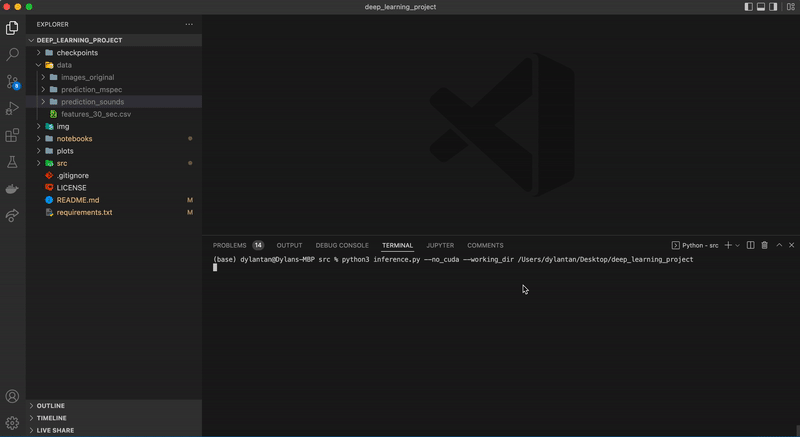 deep_learning_project
EXPLORER
DEEP_LEARNING_PROJECT
checkpoints
data
images_original
prediction_mspec
prediction_sounds
features_30_sec.csv
img
notebooks
plots
src
.gitignore
LICENSE
README.md M
requirements.txt M
OUTLINE
TIMELINE
LIVE SHARE
PROBLEMS 14 OUTPUT DEBUG CONSOLE TERMINAL JUPYTER COMMENTS Python - src
(base) dylantan@Dylans-MBP src % python3 inference.py --no_cuda --working_dir /Users/dylantan/Desktop/deep_learning_project